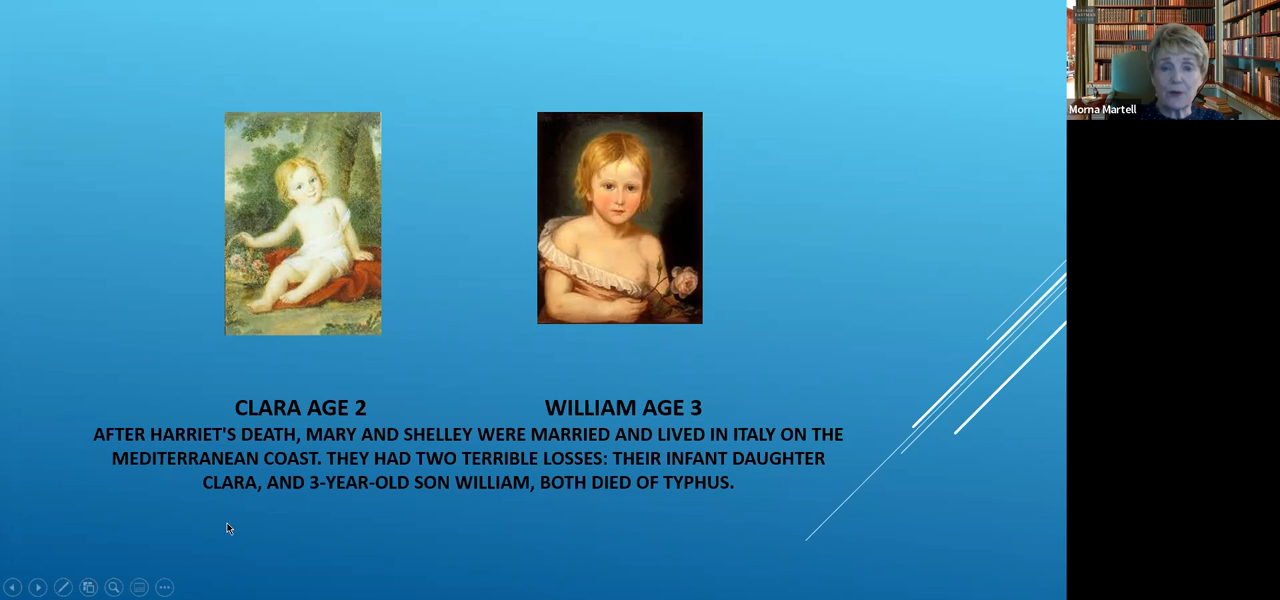 Morna Martell
CLARA AGE 2 WILLIAM AGE 3
AFTER HARRIET'S DEATH, MARY AND SHELLEY WERE MARRIED AND LIVED IN ITALY ON THE
MEDITERRANEAN COAST. THEY HAD TWO TERRIBLE LOSSES: THEIR INFANT DAUGHTER
CLARA, AND 3-YEAR-OLD SON WILLIAM, BOTH DIED OF TYPHUS.